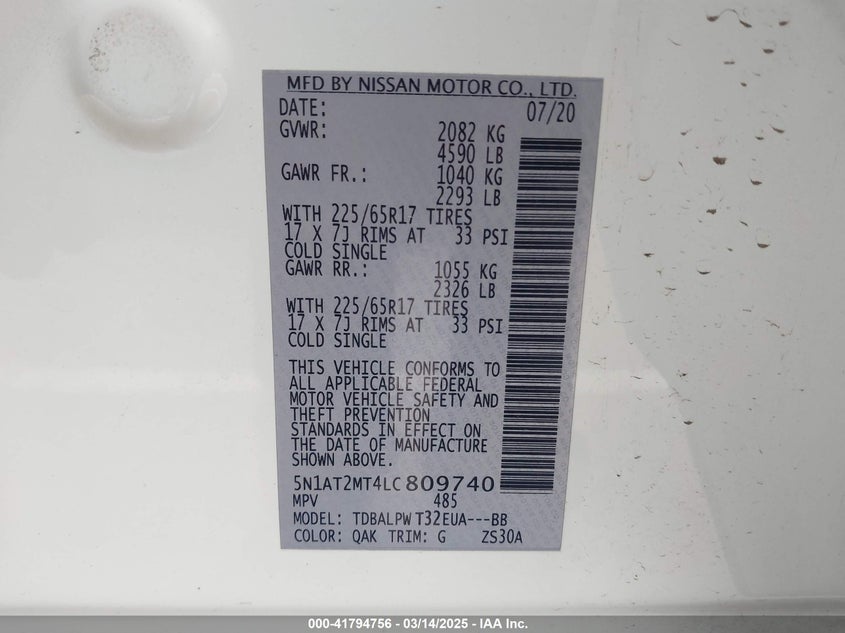 MFD BY NISSAN MOTOR CO., LTD.
DATE: 07/20
GVWR: 2082 KG
4590 LB
GAWR FR.: 1040 KG
2293 LB
WITH 225/65R17 TIRES
17 X 7J RIMS AT 33 PSI
COLD SINGLE
GAWR RR.: 1055 KG
2326 LB
WITH 225/65R17 TIRES
17 X 7J RIMS AT 33 PSI
COLD SINGLE
THIS VEHICLE CONFORMS TO
ALL APPLICABLE FEDERAL
MOTOR VEHICLE SAFETY AND
THEFT PREVENTION
STANDARDS IN EFFECT ON
THE DATE OF MANUFACTURE
SHOWN ABOVE.
5N1AT2MT4LC809740
MPV 485
MODEL: TDBALPWT32EUA---BB
COLOR: QAK TRIM: G ZS30A
000-41794756 - 03/14/2025 - IAA Inc.